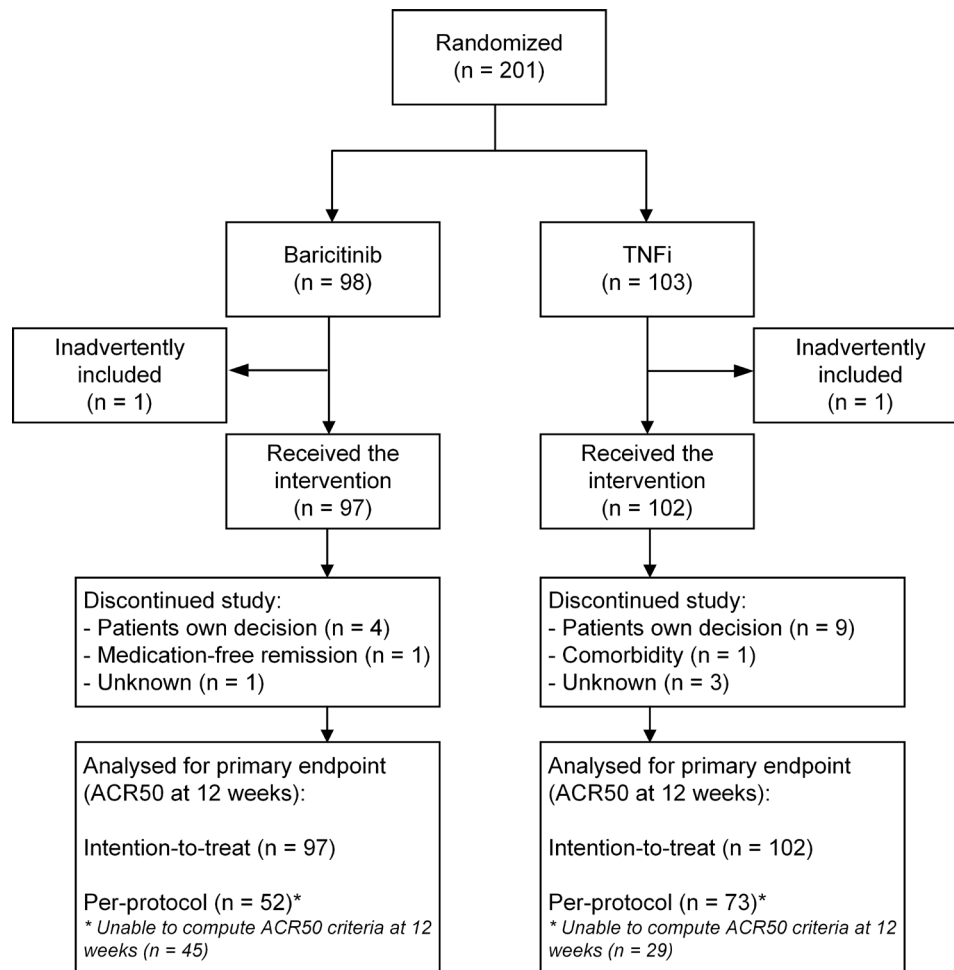 Randomized
(n = 201)
Baricitinib
(n = 98)
TNFi
(n = 103)
Inadvertently
included
(n = 1)
Inadvertently
included
(n = 1)
Received the
intervention
(n = 97)
Received the
intervention
(n = 102)
Discontinued study:
- Patients own decision (n = 4)
- Medication-free remission (n = 1)
- Unknown (n = 1)
Discontinued study:
- Patients own decision (n = 9)
- Comorbidity (n = 1)
- Unknown (n = 3)
Analysed for primary endpoint
(ACR50 at 12 weeks):
Intention-to-treat (n = 97)
Per-protocol (n = 52)*
* Unable to compute ACR50 criteria at 12
weeks (n = 45)
Analysed for primary endpoint
(ACR50 at 12 weeks):
Intention-to-treat (n = 102)
Per-protocol (n = 73)*
* Unable to compute ACR50 criteria at 12
weeks (n = 29)